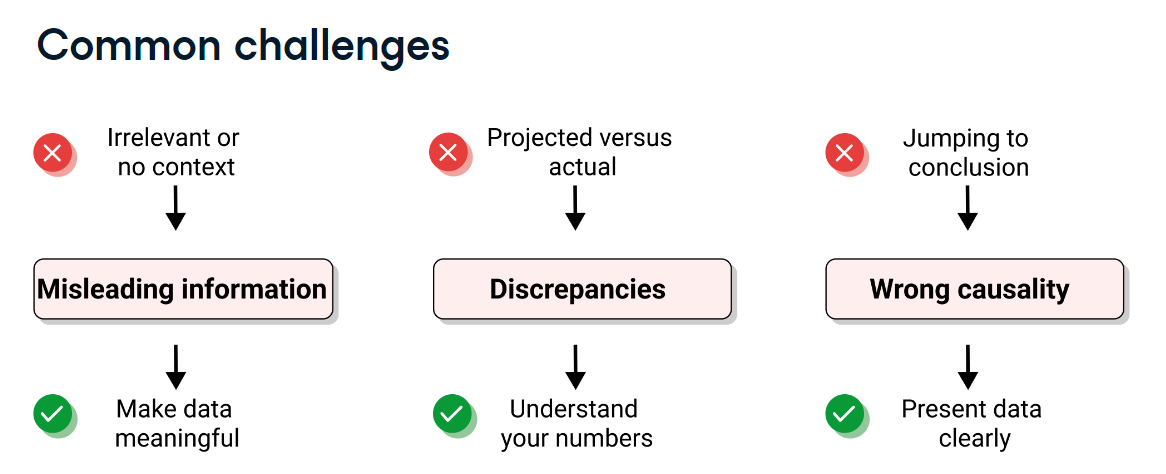 Common challenges
Irrelevant or
no context
Misleading information
Make data
meaningful
Projected versus
actual
Discrepancies
Understand
your numbers
Jumping to
conclusion
Wrong causality
Present data
clearly